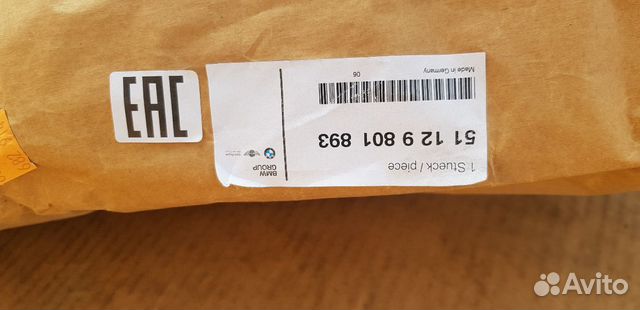 EAC
1 Stueck / piece
BMW
GROUP
51 12 9 801 893
06
Made in Germany
Avito